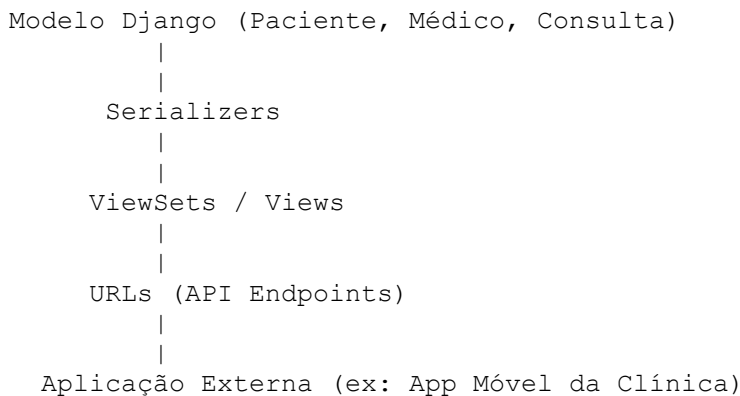 Modelo Django (Paciente, Médico, Consulta)
|
|
Serializers
|
|
ViewSets / Views
|
|
URLs (API Endpoints)
|
|
Aplicação Externa (ex: App Móvel da Clínica)